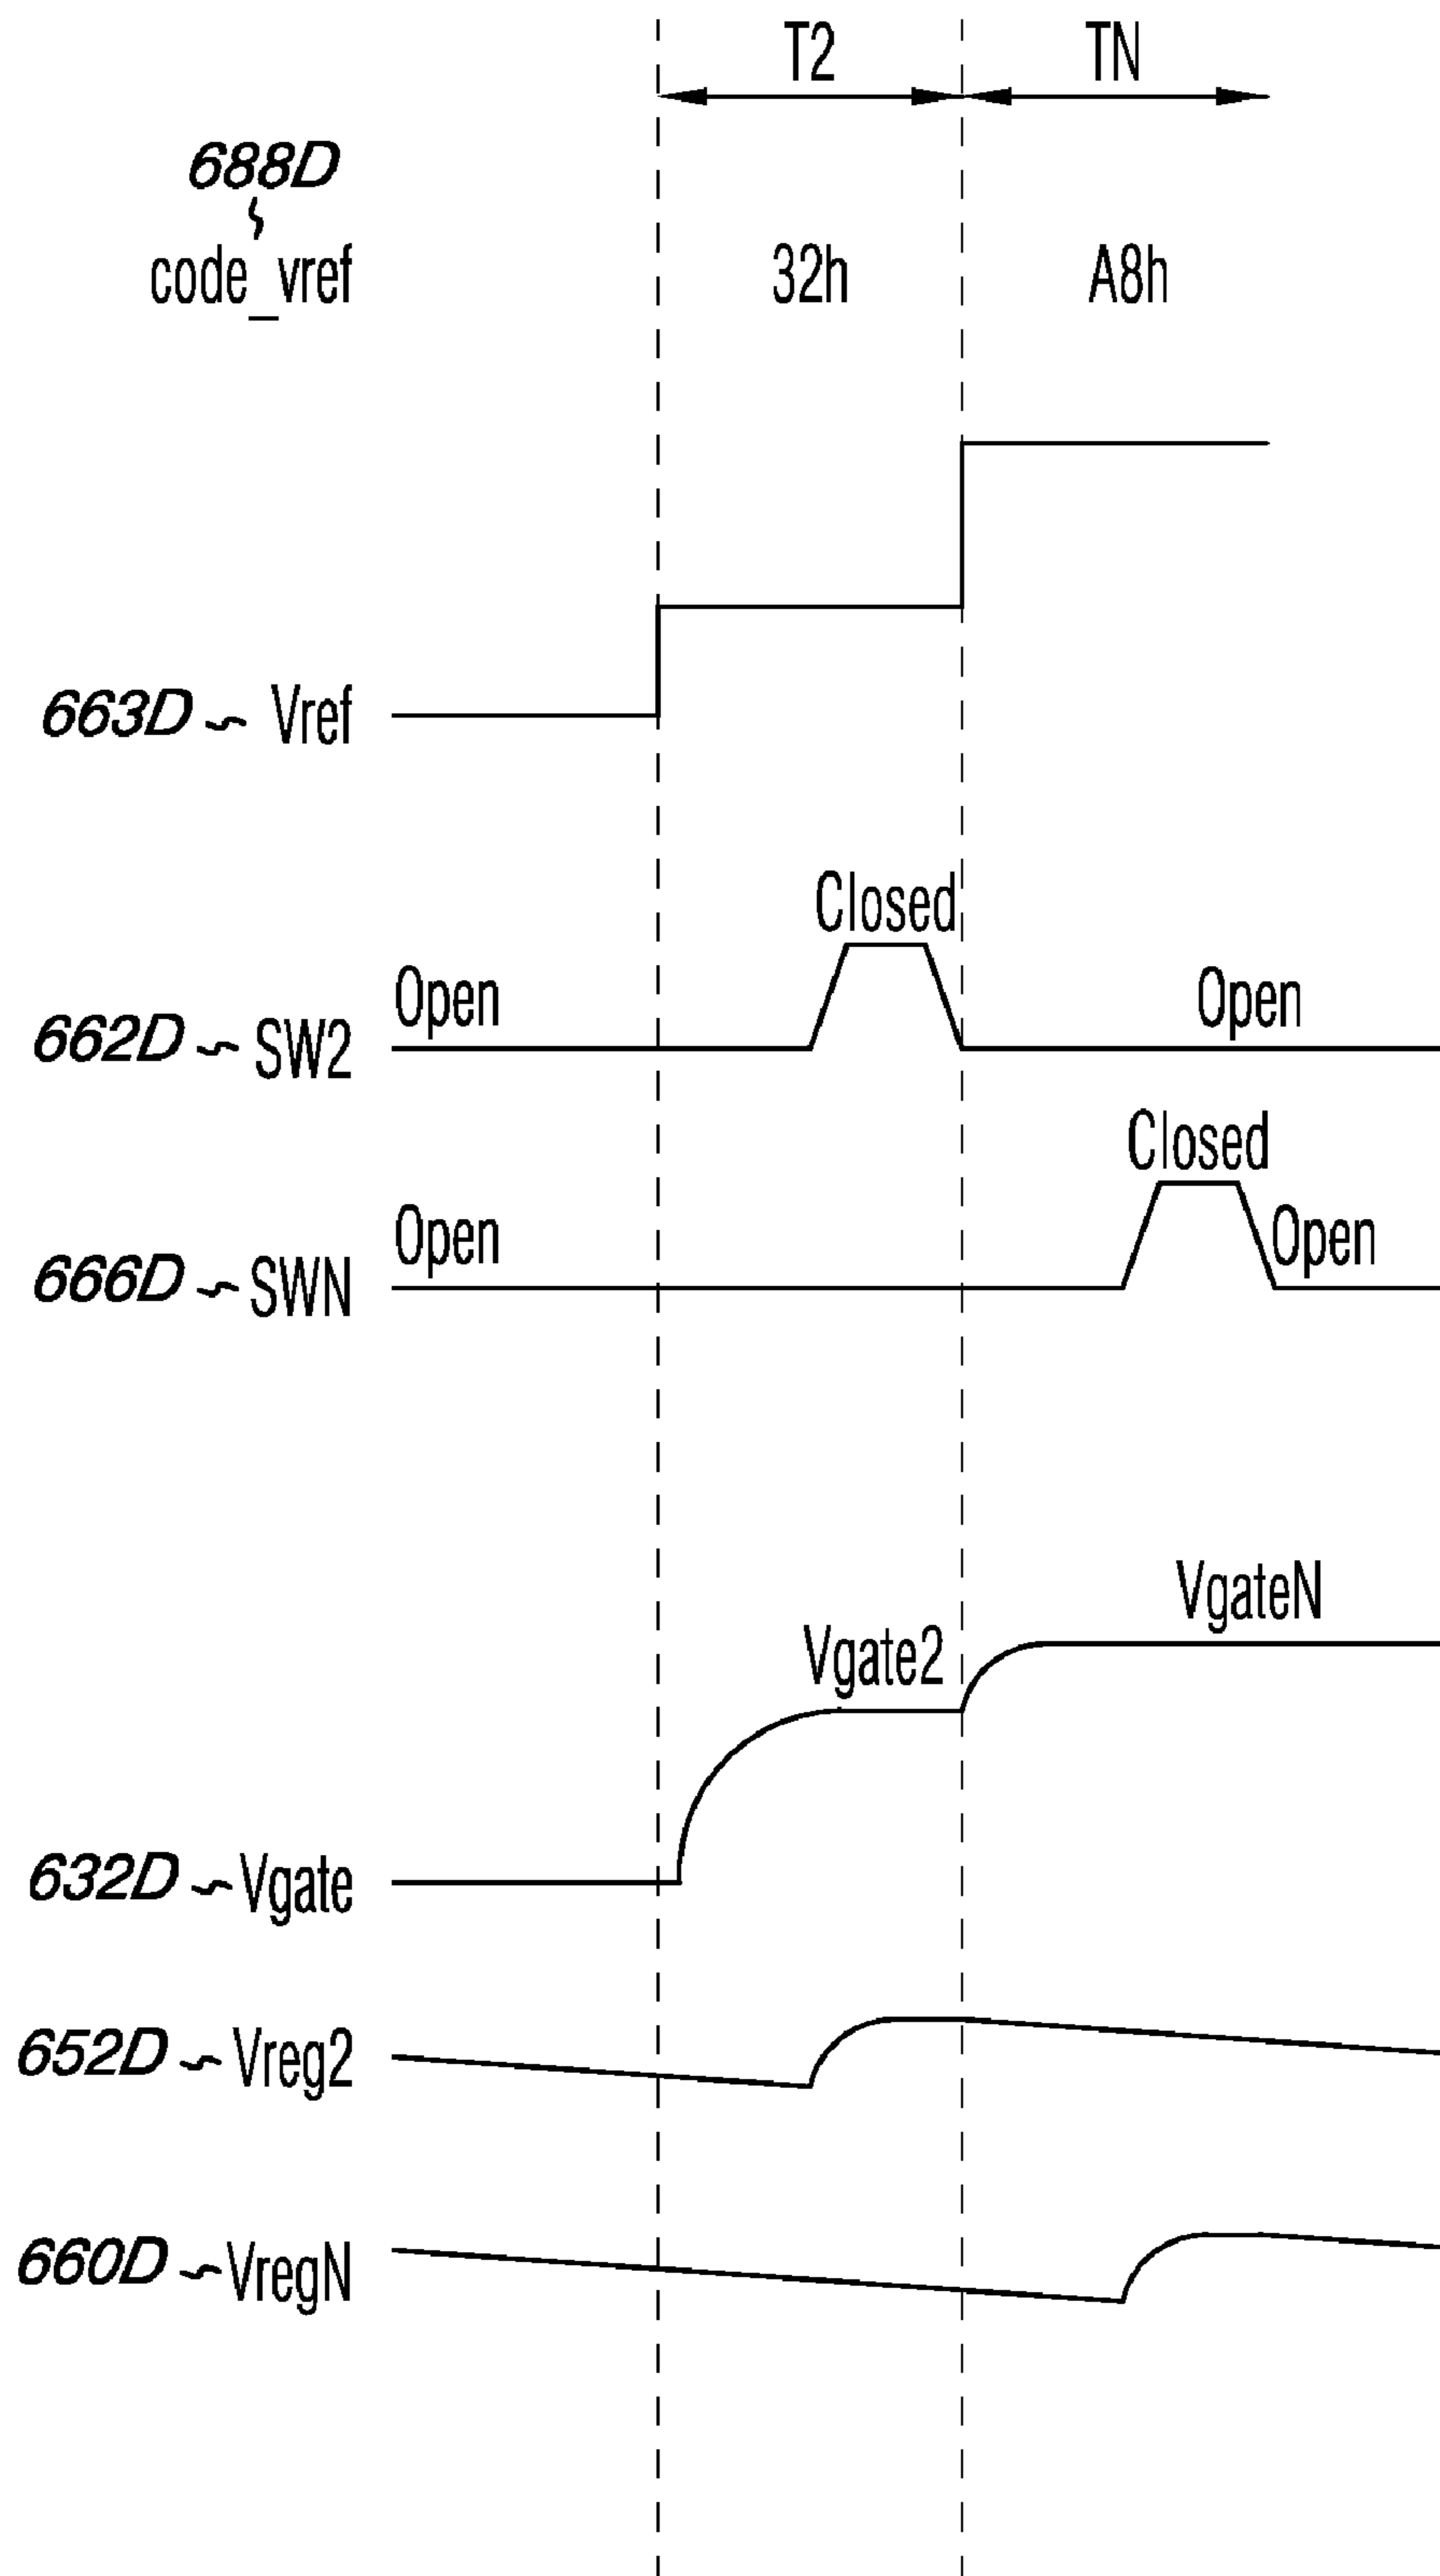 T2 TN
688D
code_vref 32h A8h
663D Vref
Closed
Open Open
662D SW2
Closed
Open Open
666D SWN
VgateN
Vgate2
632D Vgate
652D Vreg2
660D VregN